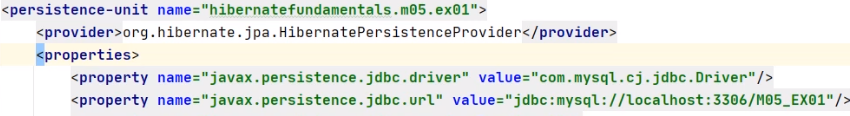 <persistence-unit name="hibernatefundamentals.m05.ex01">
<provider>org.hibernate.jpa.HibernatePersistenceProvider</provider>
<properties>
<property name="javax.persistence.jdbc.driver" value="com.mysql.cj.jdbc.Driver"/>
<property name="javax.persistence.jdbc.url" value="jdbc:mysql://localhost:3306/M05_EX01"/>